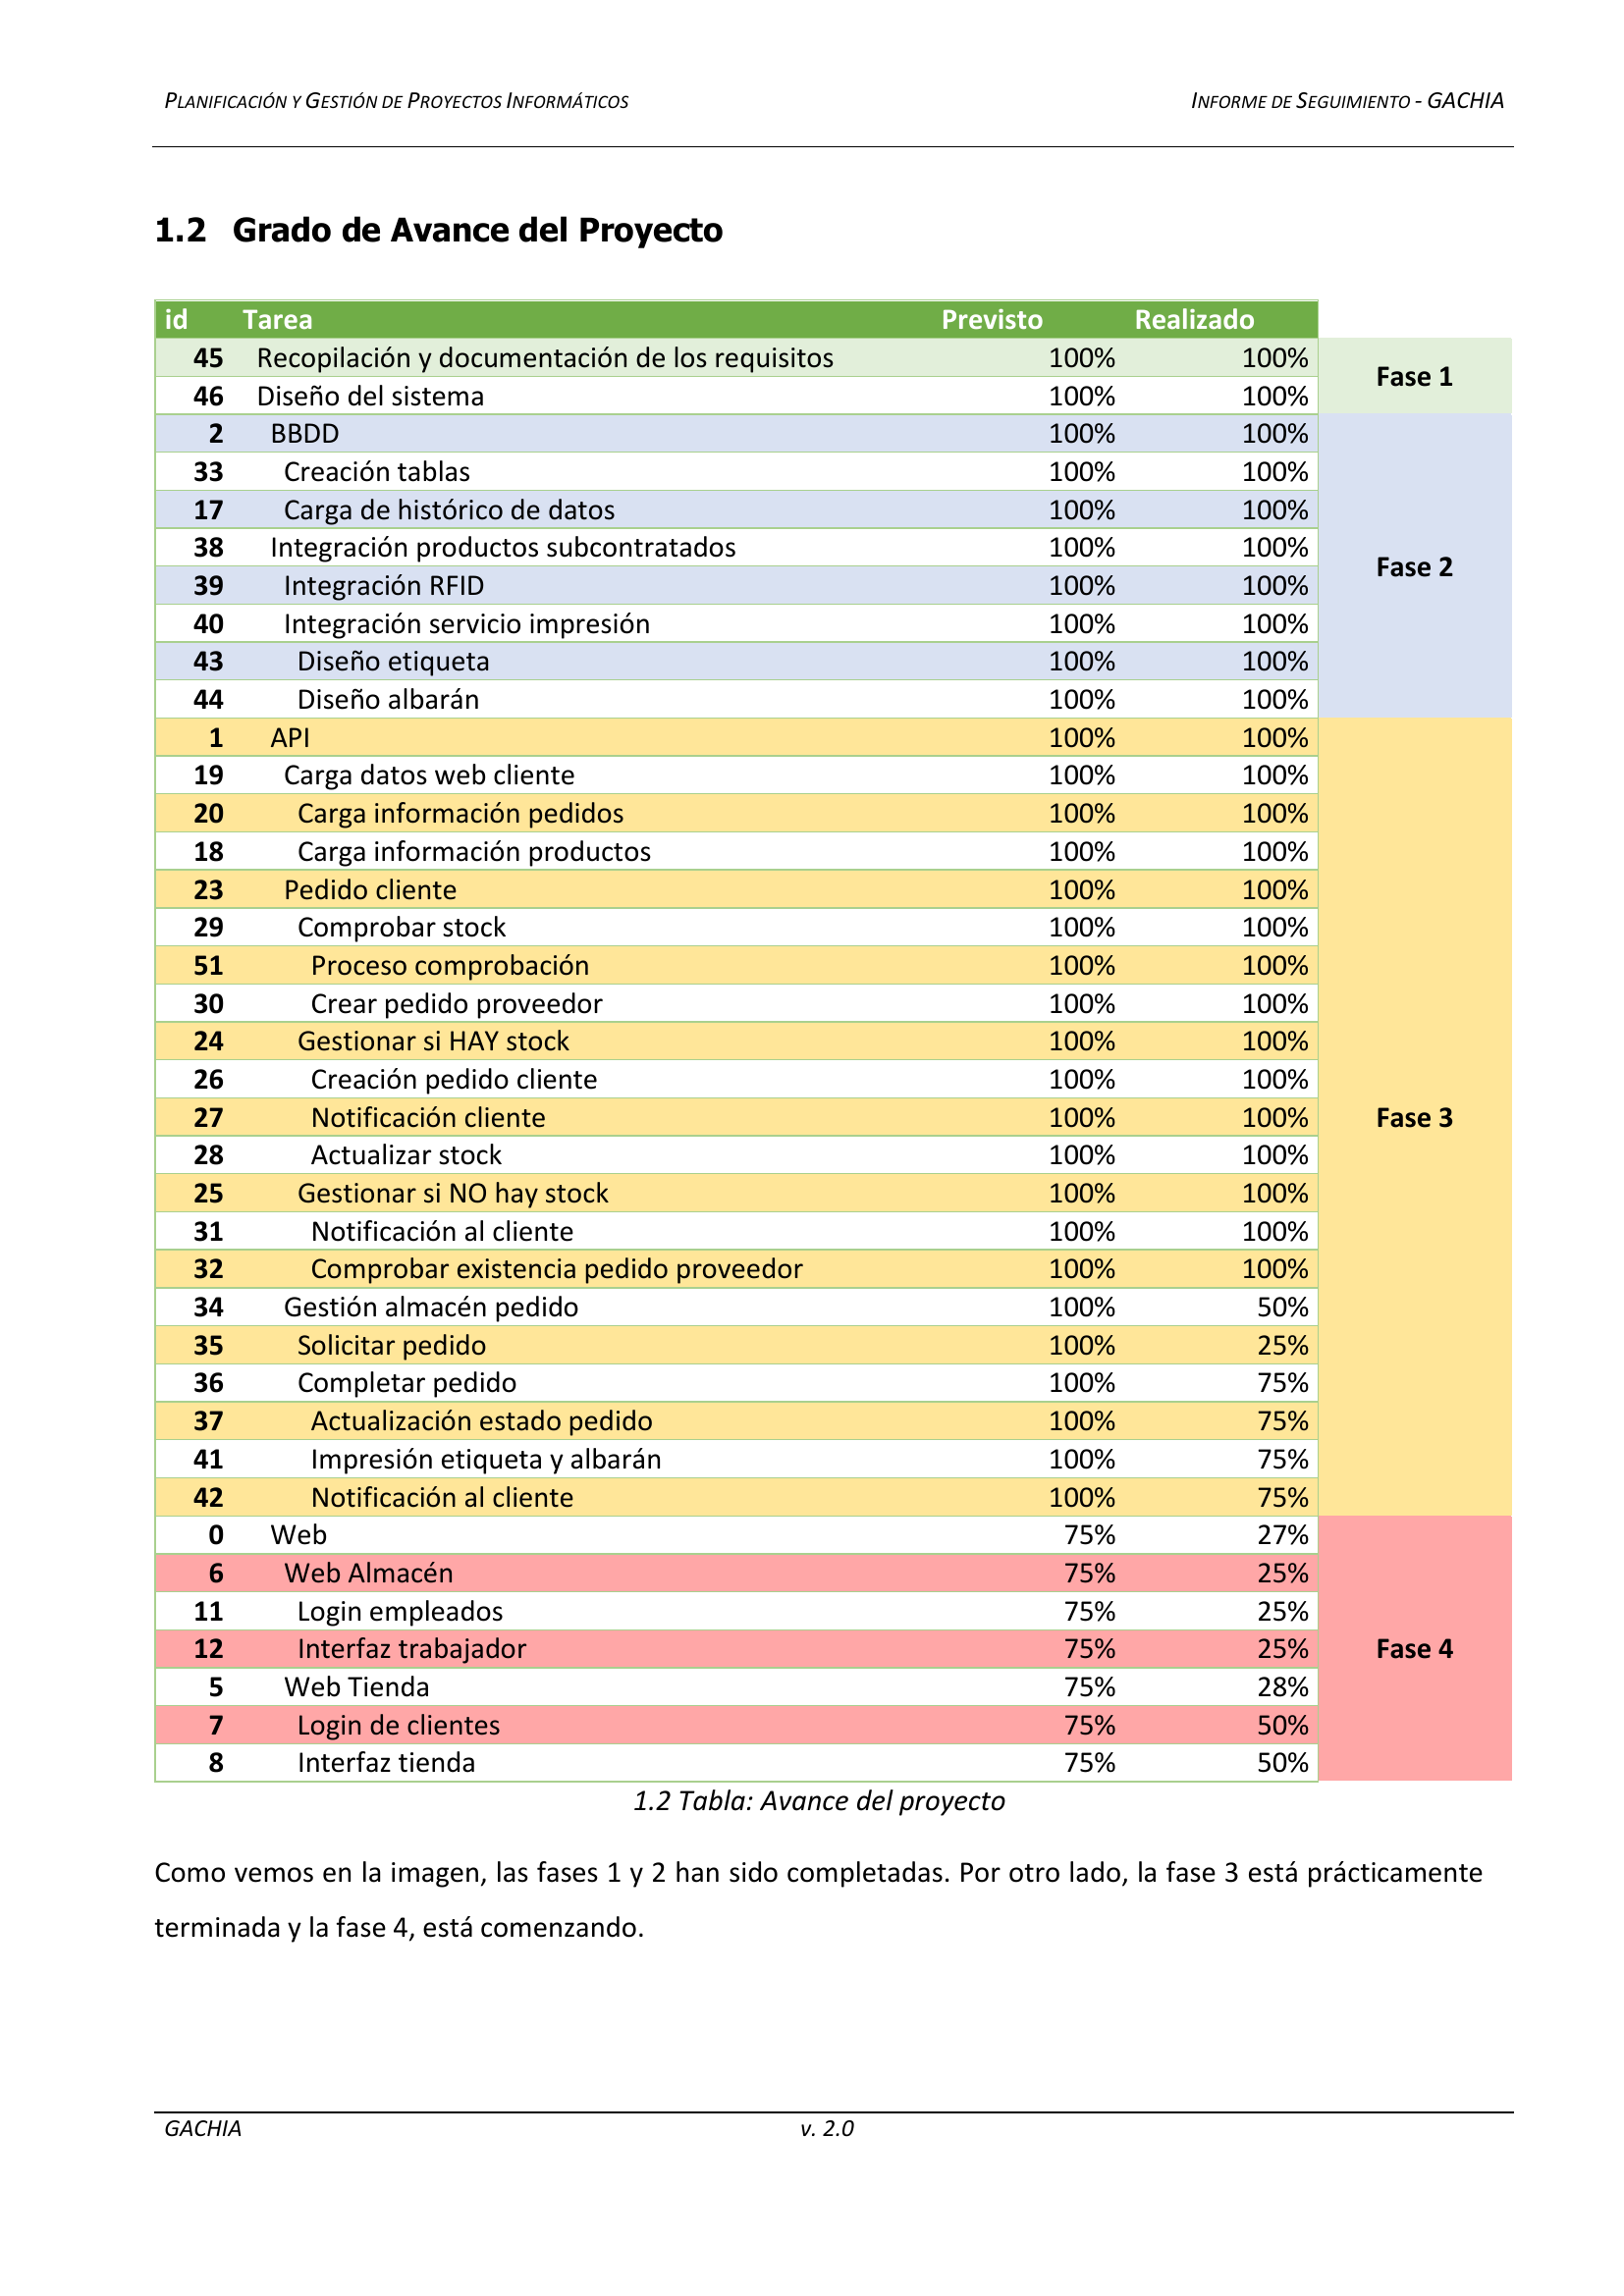 PLANIFICACIÓN Y GESTIÓN DE PROYECTOS INFORMÁTICOS INFORME DE SEGUIMIENTO - GACHIA
1.2 Grado de Avance del Proyecto
id Tarea Previsto Realizado
45 Recopilación y documentación de los requisitos 100% 100%
Fase 1
46 Diseño del sistema 100% 100%
2 BBDD 100% 100%
33 Creación tablas 100% 100%
17 Carga de histórico de datos 100% 100%
38 Integración productos subcontratados 100% 100%
Fase 2
39 Integración RFID 100% 100%
40 Integración servicio impresión 100% 100%
43 Diseño etiqueta 100% 100%
44 Diseño albarán 100% 100%
1 API 100% 100%
19 Carga datos web cliente 100% 100%
20 Carga información pedidos 100% 100%
18 Carga información productos 100% 100%
23 Pedido cliente 100% 100%
29 Comprobar stock 100% 100%
51 Proceso comprobación 100% 100%
30 Crear pedido proveedor 100% 100%
24 Gestionar si HAY stock 100% 100%
26 Creación pedido cliente 100% 100%
27 Notificación cliente 100% 100% Fase 3
28 Actualizar stock 100% 100%
25 Gestionar si NO hay stock 100% 100%
31 Notificación al cliente 100% 100%
32 Comprobar existencia pedido proveedor 100% 100%
34 Gestión almacén pedido 100% 50%
35 Solicitar pedido 100% 25%
36 Completar pedido 100% 75%
37 Actualización estado pedido 100% 75%
41 Impresión etiqueta y albarán 100% 75%
42 Notificación al cliente 100% 75%
0 Web 75% 27%
6 Web Almacén 75% 25%
11 Login empleados 75% 25%
12 Interfaz trabajador 75% 25% Fase 4
5 Web Tienda 75% 28%
7 Login de clientes 75% 50%
8 Interfaz tienda 75% 50%
1.2 Tabla: Avance del proyecto
Como vemos en la imagen, las fases 1 y 2 han sido completadas. Por otro lado, la fase 3 está prácticamente
terminada y la fase 4, está comenzando.
GACHIA v. 2.0